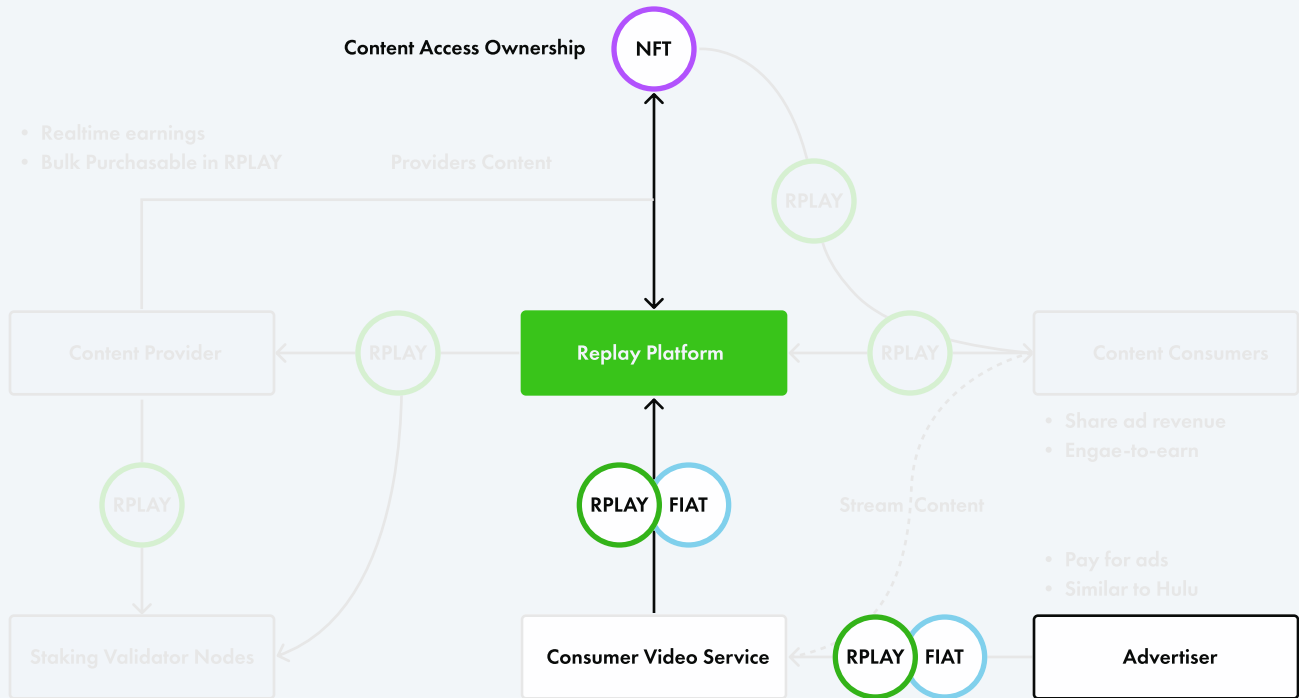 Content Access Ownership
NFT
• Realtime earnings
• Bulk Purchasable in RPLAY
Providers Content
RPLAY
Content Provider
RPLAY
Replay Platform
RPLAY
Content Consumers
• Share ad revenue
• Engae-to-earn
RPLAY
RPLAY
FIAT
Stream Content
• Pay for ads
• Similar to Hulu
Staking Validator Nodes
Consumer Video Service
RPLAY
FIAT
Advertiser